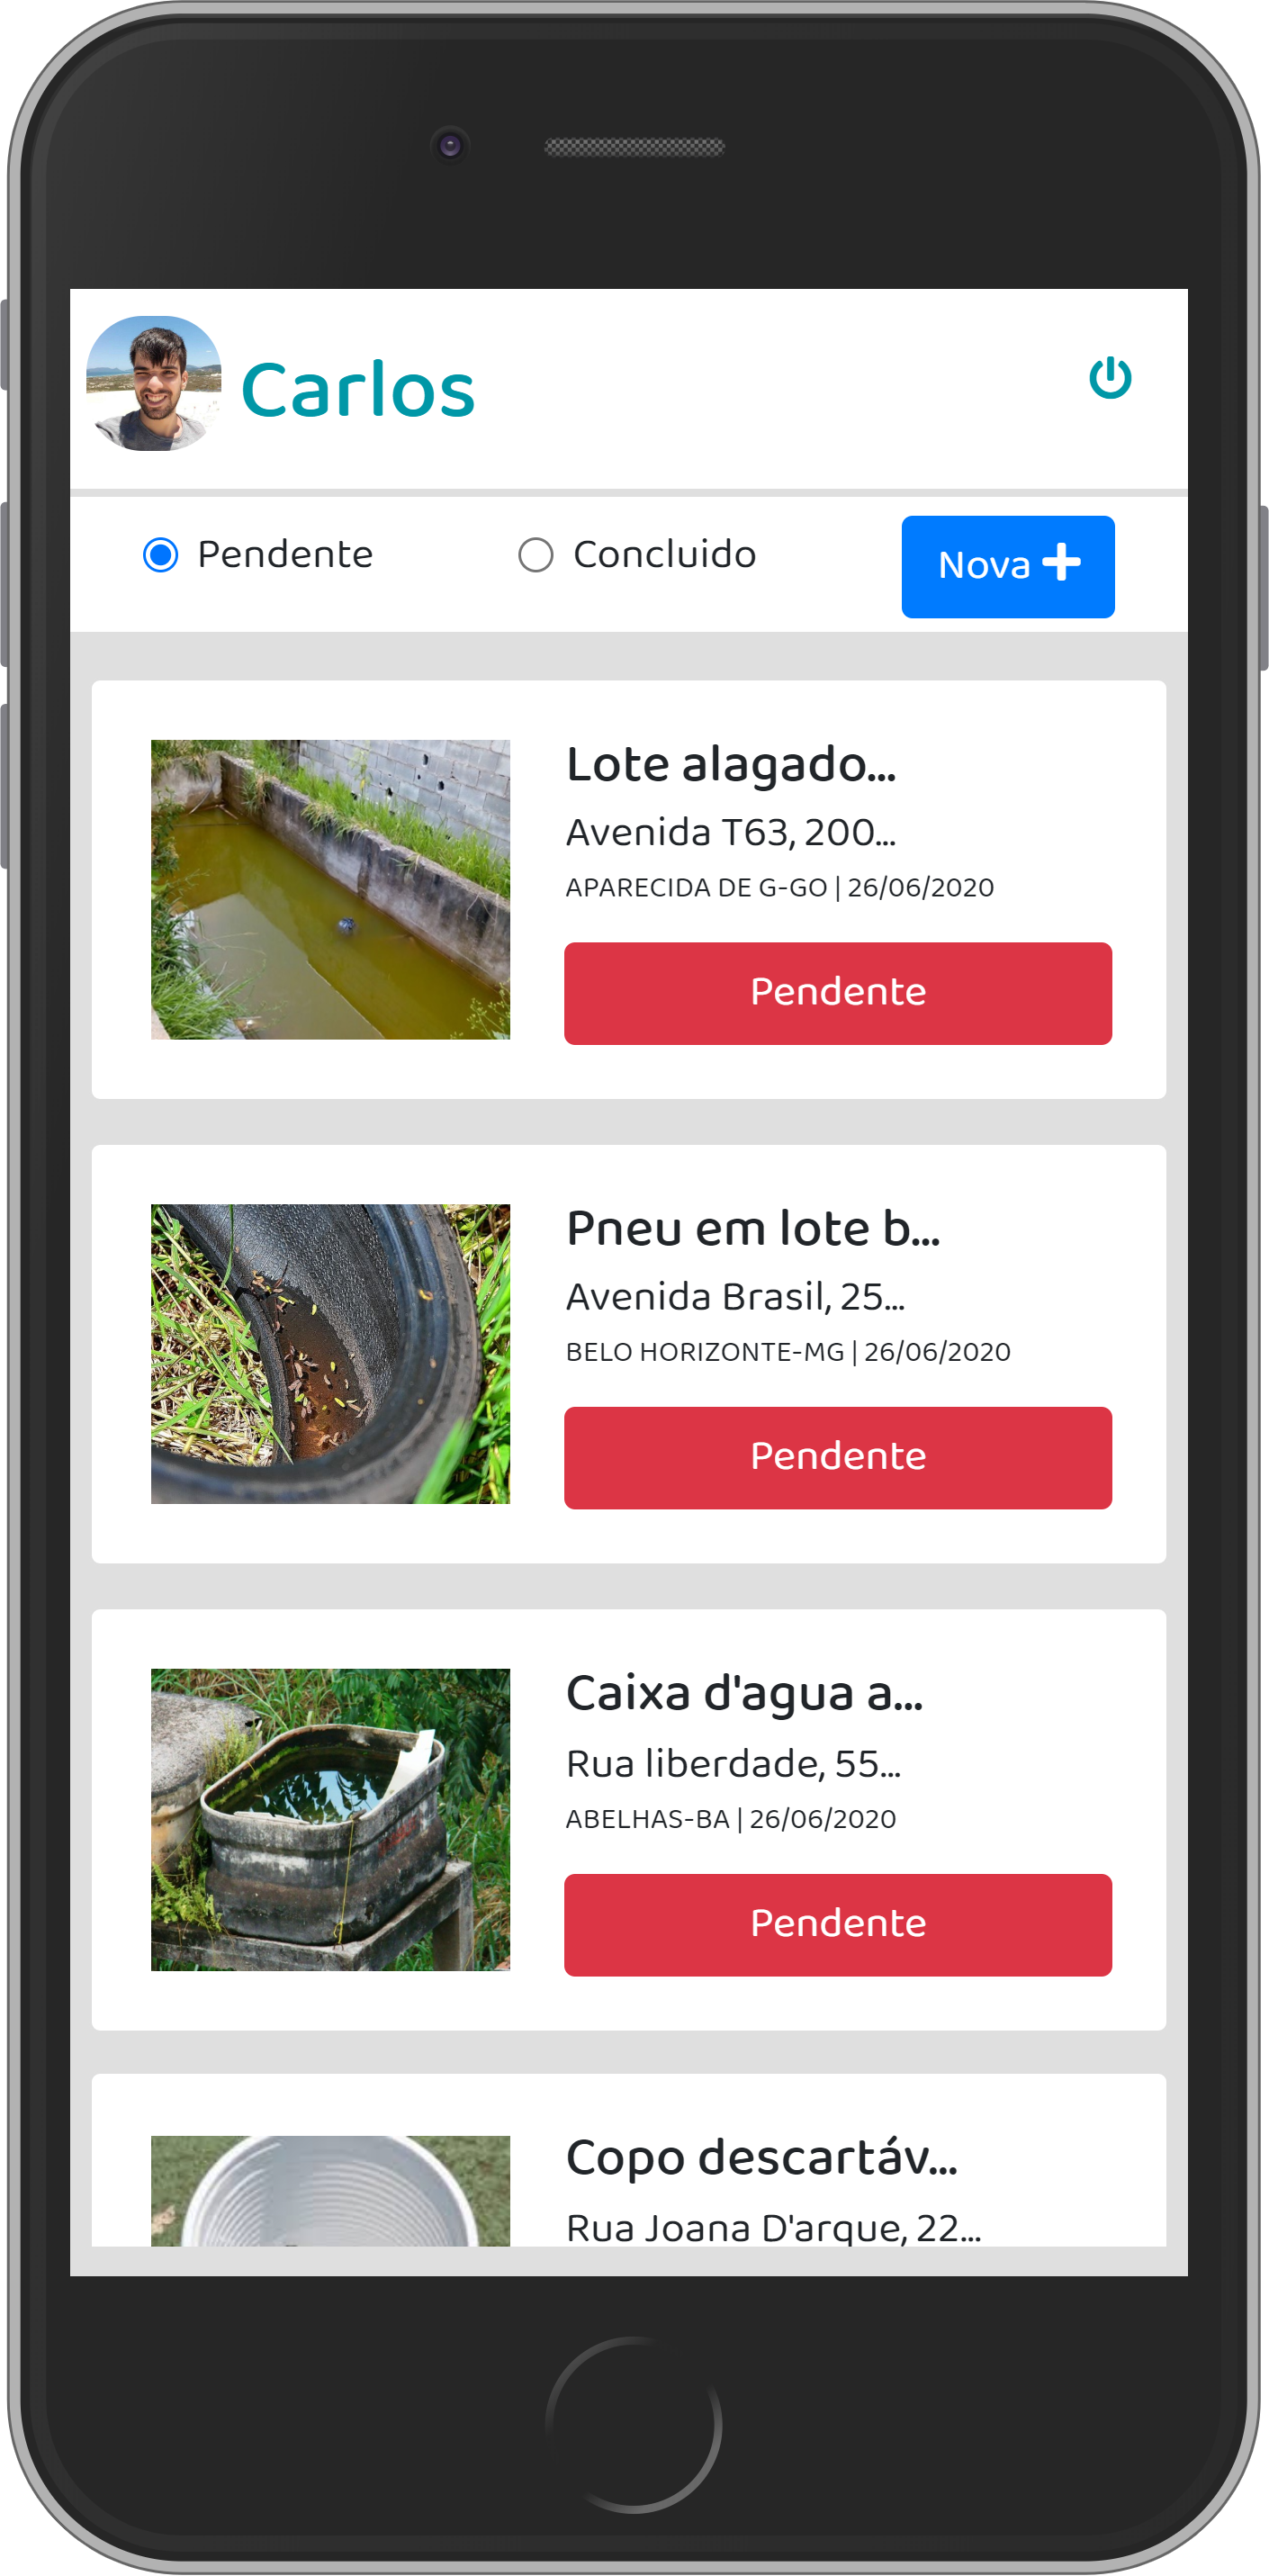 Carlos
Pendente
Concluido
Nova
Lote alagado...
Avenida T63, 200...
APARECIDA DE G-GO | 26/06/2020
Pendente
Pneu em lote b...
Avenida Brasil, 25...
BELO HORIZONTE-MG | 26/06/2020
Pendente
Caixa d'agua a...
Rua liberdade, 55...
ABELHAS-BA | 26/06/2020
Pendente
Copo descartáv...
Rua Joana D'arque, 22...